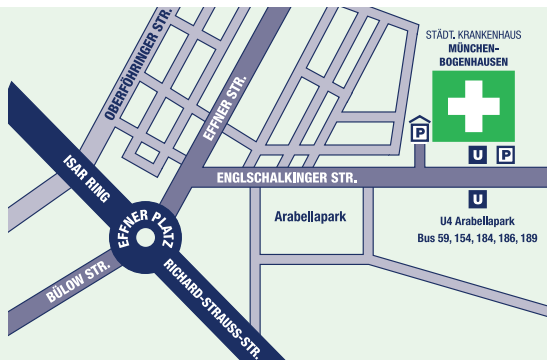 OBERFÖHRINGER STR.
EFFNER STR.
STÄDT. KRANKENHAUS
MÜNCHEN-
BOGENHAUSEN
P
U P
ISAR RING
ENGLSCHALKINGER STR.
U
EFFNER PLATZ
Arabellapark
U4 Arabellapark
Bus 59, 154, 184, 186, 189
BÜLOW STR.
RICHARD-STRAUSS-STR.